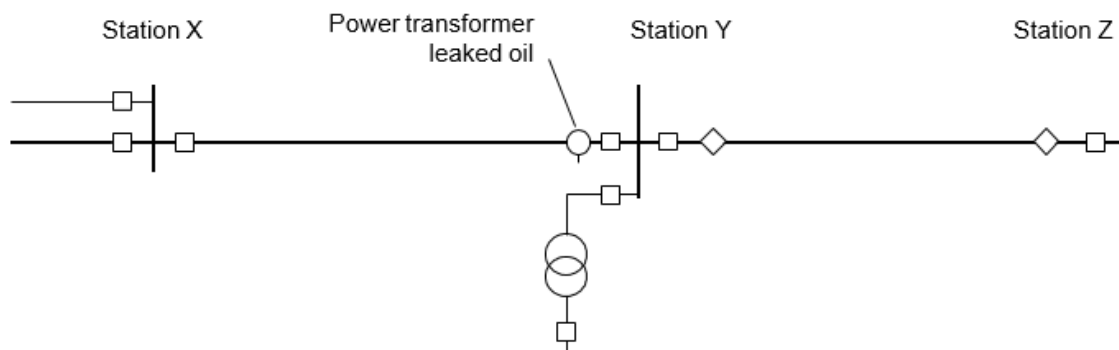 Station X
Power transformer
leaked oil
Station Y
Station Z